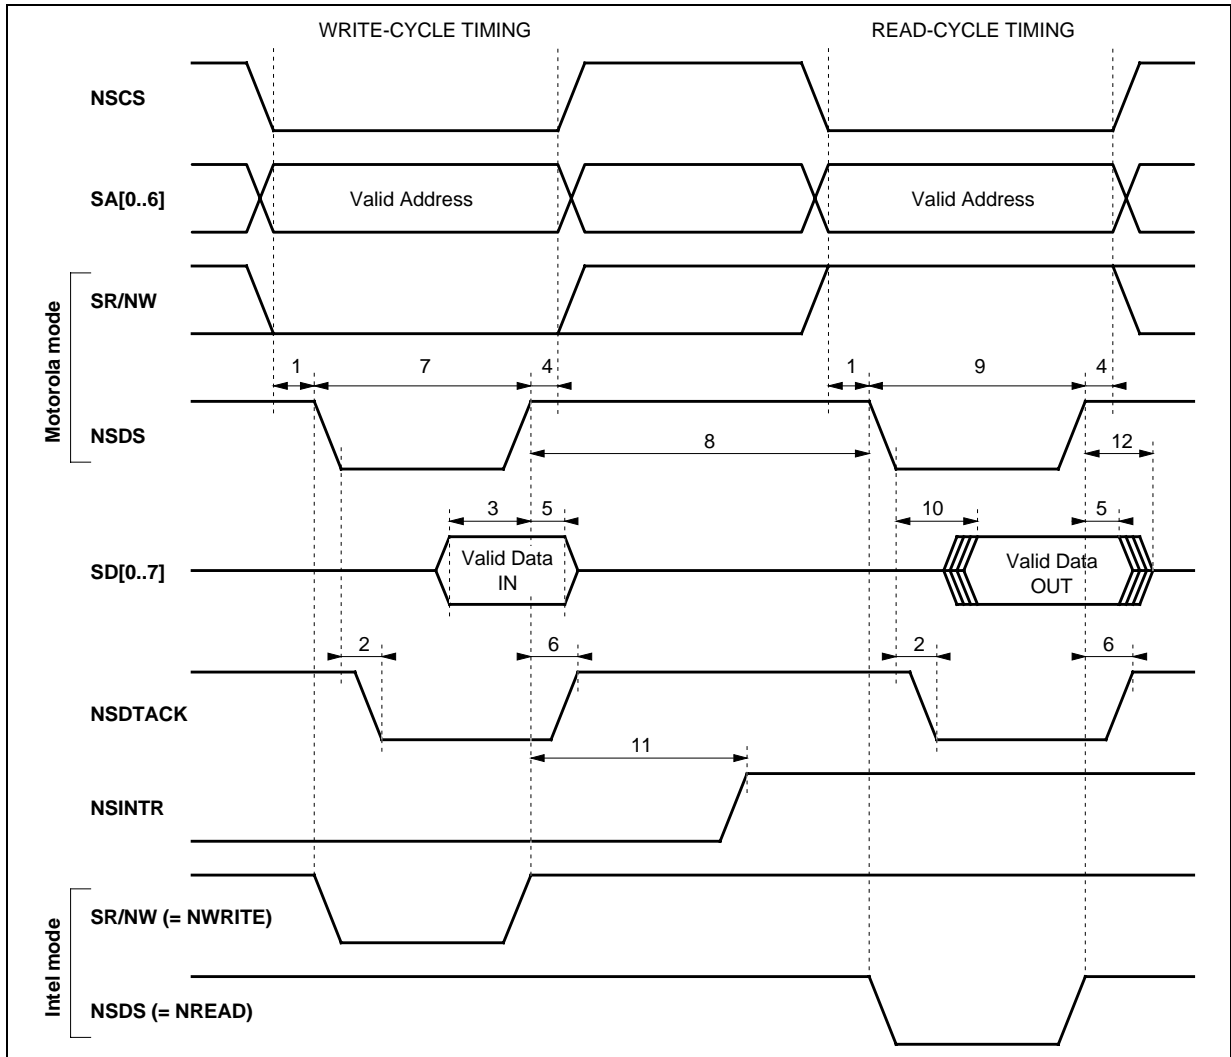 WRITE-CYCLE TIMING READ-CYCLE TIMING
NSCS
SA[0..6] Valid Address Valid Address
Motorola mode
SR/NW
1 7 4 1 9 4
NSDS
8 12
3 5 10 5
SD[0..7] Valid Data IN Valid Data OUT
2 6 2 6
NSDTACK
11
NSINTR
Intel mode
SR/NW (= NWRITE)
NSDS (= NREAD)